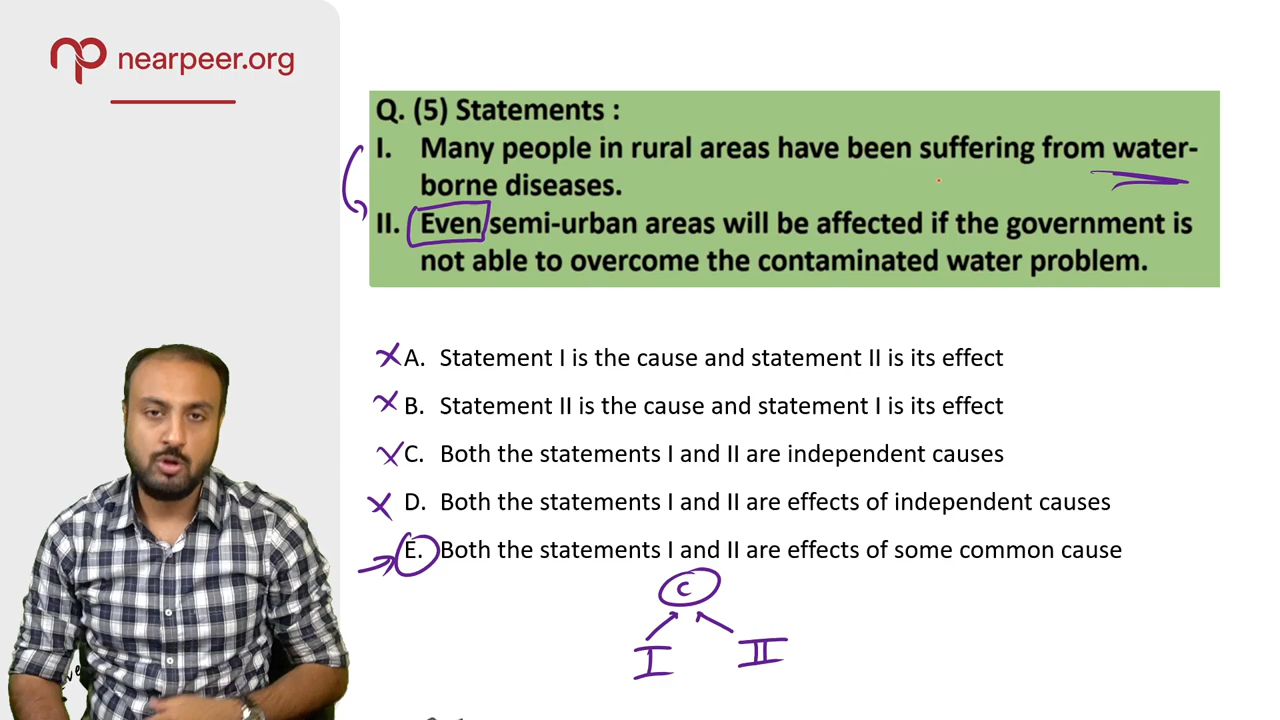 nearpeer.org
Q. (5) Statements :
I. Many people in rural areas have been suffering from water-
borne diseases.
II. Even semi-urban areas will be affected if the government is
not able to overcome the contaminated water problem.
A. Statement I is the cause and statement II is its effect
B. Statement II is the cause and statement I is its effect
C. Both the statements I and II are independent causes
D. Both the statements I and II are effects of independent causes
E. Both the statements I and II are effects of some common cause
C
I II